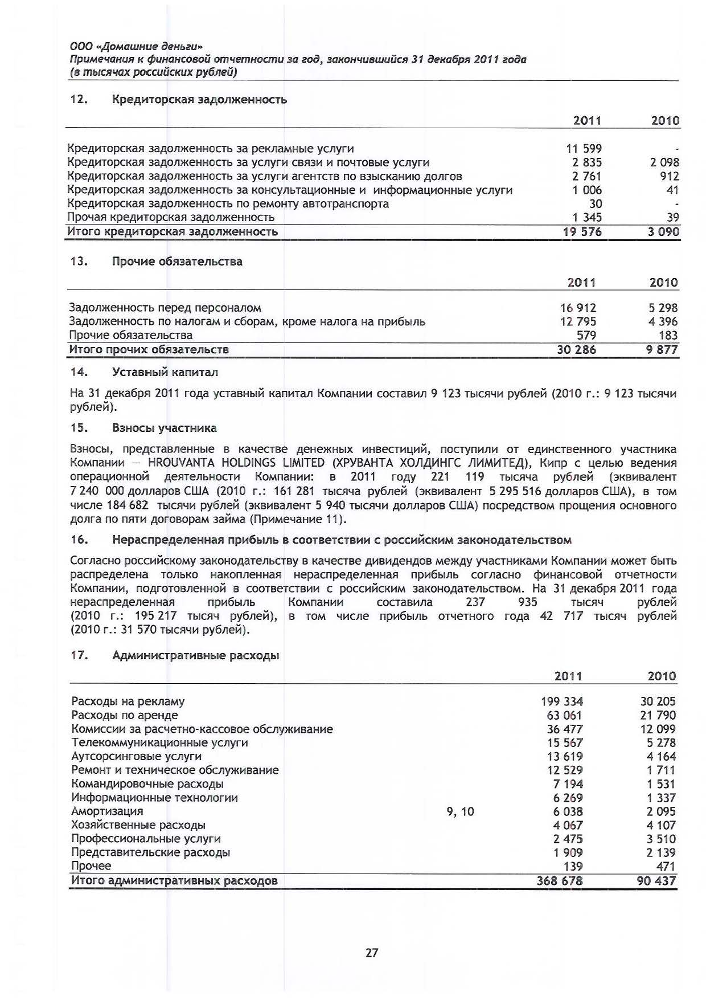 ООО «Домашние деньги»
Примечания к финансовой отчетности за год, закончившийся 31 декабря 2011 года
(в тысячах российских рублей)
12. Кредиторская задолженность
2011 2010
Кредиторская задолженность за рекламные услуги 11 599 -
Кредиторская задолженность за услуги связи и почтовые услуги 2 835 2 098
Кредиторская задолженность за услуги агентств по взысканию долгов 2 761 912
Кредиторская задолженность за консультационные и информационные услуги 1 006 41
Кредиторская задолженность по ремонту автотранспорта 30 -
Прочая кредиторская задолженность 1 345 39
Итого кредиторская задолженность 19 576 3 090
13. Прочие обязательства
2011 2010
Задолженность перед персоналом 16 912 5 298
Задолженность по налогам и сборам, кроме налога на прибыль 12 795 4 396
Прочие обязательства 579 183
Итого прочих обязательств 30 286 9 877
14. Уставный капитал
На 31 декабря 2011 года уставный капитал Компании составил 9 123 тысячи рублей (2010 г.: 9 123 тысячи
рублей).
15. Взносы участника
Взносы, представленные в качестве денежных инвестиций, поступили от единственного участника
Компании — HROUVANTA HOLDINGS LIMITED (ХРУВАНТА ХОЛДИНГС ЛИМИТЕД), Кипр с целью ведения
операционной деятельности Компании: в 2011 году 221 119 тысяча рублей (эквивалент
7 240 000 долларов США (2010 г.: 161 281 тысяча рублей (эквивалент 5 295 516 долларов США), в том
числе 184 682 тысячи рублей (эквивалент 5 940 тысячи долларов США) посредством прощения основного
долга по пяти договорам займа (Примечание 11).
16. Нераспределенная прибыль в соответствии с российским законодательством
Согласно российскому законодательству в качестве дивидендов между участниками Компании может быть
распределена только накопленная нераспределенная прибыль согласно финансовой отчетности
Компании, подготовленной в соответствии с российским законодательством. На 31 декабря 2011 года
нераспределенная прибыль Компании составила 237 935 тысяч рублей
(2010 г.: 195 217 тысяч рублей), в том числе прибыль отчетного года 42 717 тысяч рублей
(2010 г.: 31 570 тысячи рублей).
17. Административные расходы
2011 2010
Расходы на рекламу 199 334 30 205
Расходы по аренде 63 061 21 790
Комиссии за расчетно-кассовое обслуживание 36 477 12 099
Телекоммуникационные услуги 15 567 5 278
Аутсорсинговые услуги 13 619 4 164
Ремонт и техническое обслуживание 12 529 1 711
Командировочные расходы 7 194 1 531
Информационные технологии 6 269 1 337
Амортизация 9, 10 6 038 2 095
Хозяйственные расходы 4 067 4 107
Профессиональные услуги 2 475 3 510
Представительские расходы 1 909 2 139
Прочее 139 471
Итого административных расходов 368 678 90 437
27